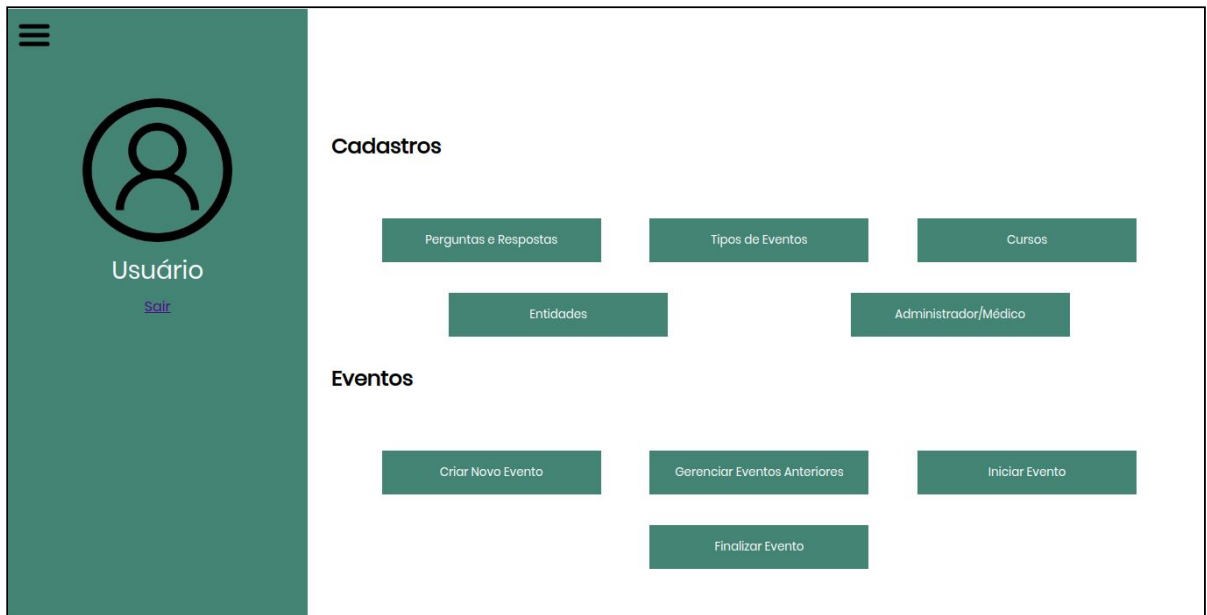 Usuário
Sair
Cadastros
Perguntas e Respostas
Tipos de Eventos
Cursos
Entidades
Administrador/Médico
Eventos
Criar Novo Evento
Gerenciar Eventos Anteriores
Iniciar Evento
Finalizar Evento